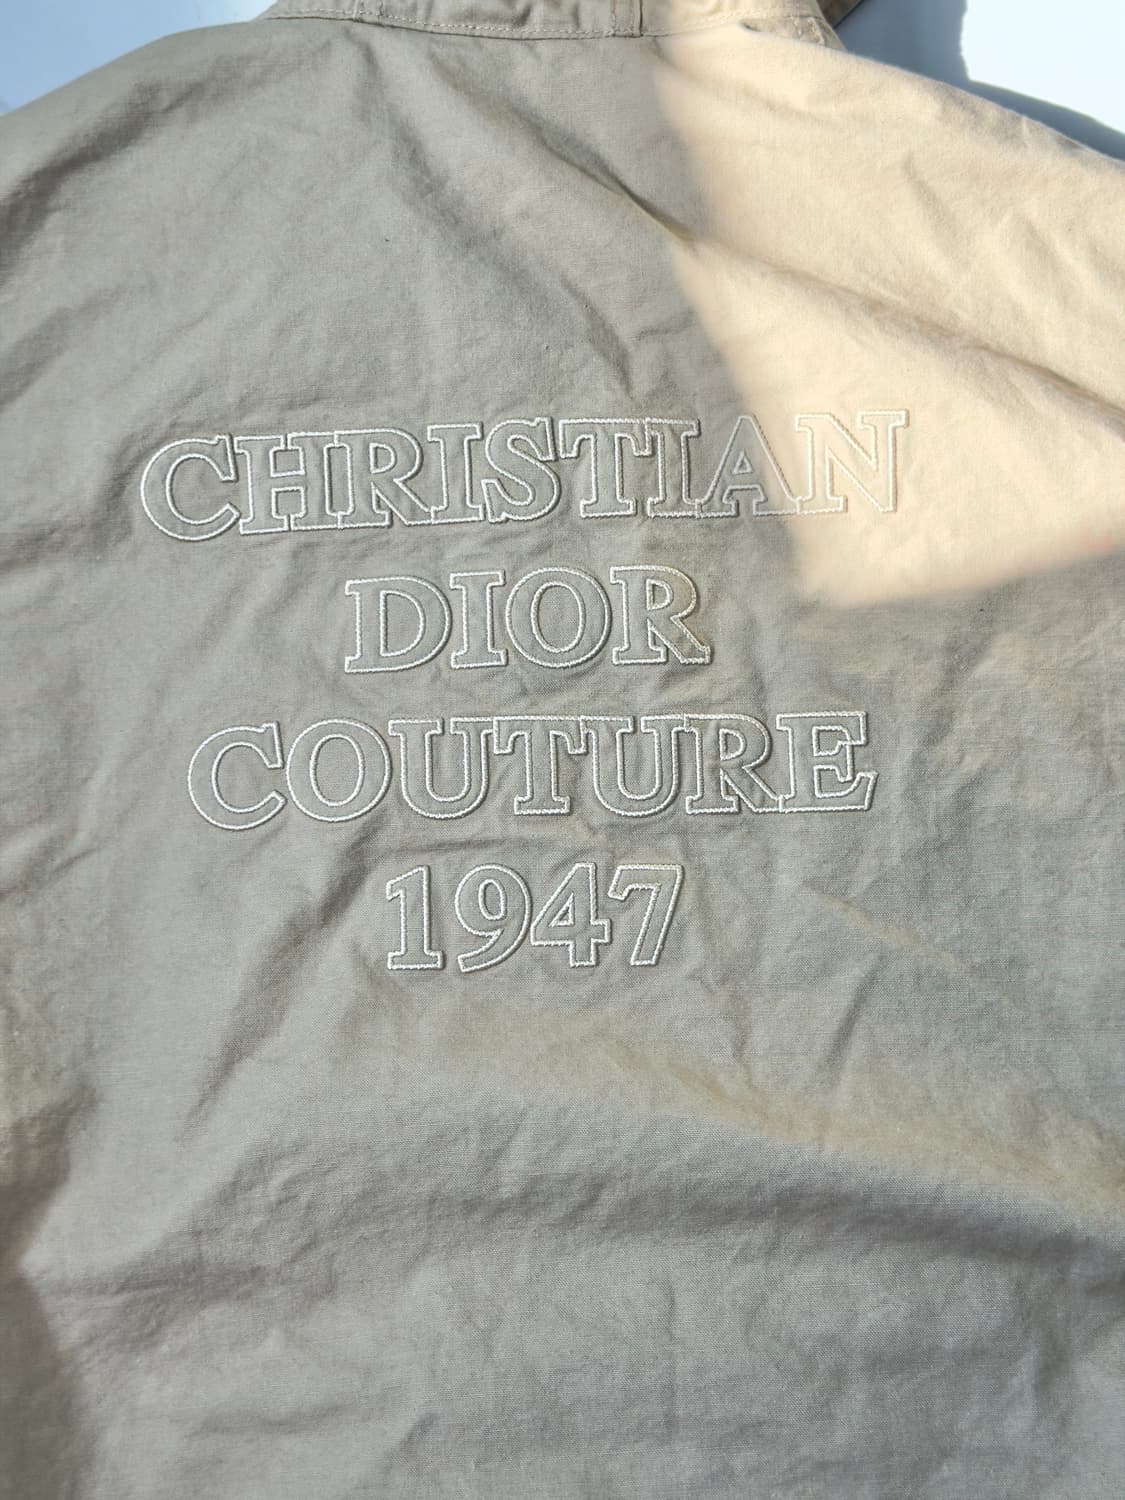 CHRISTIAN
DIOR
COUTURE
1947